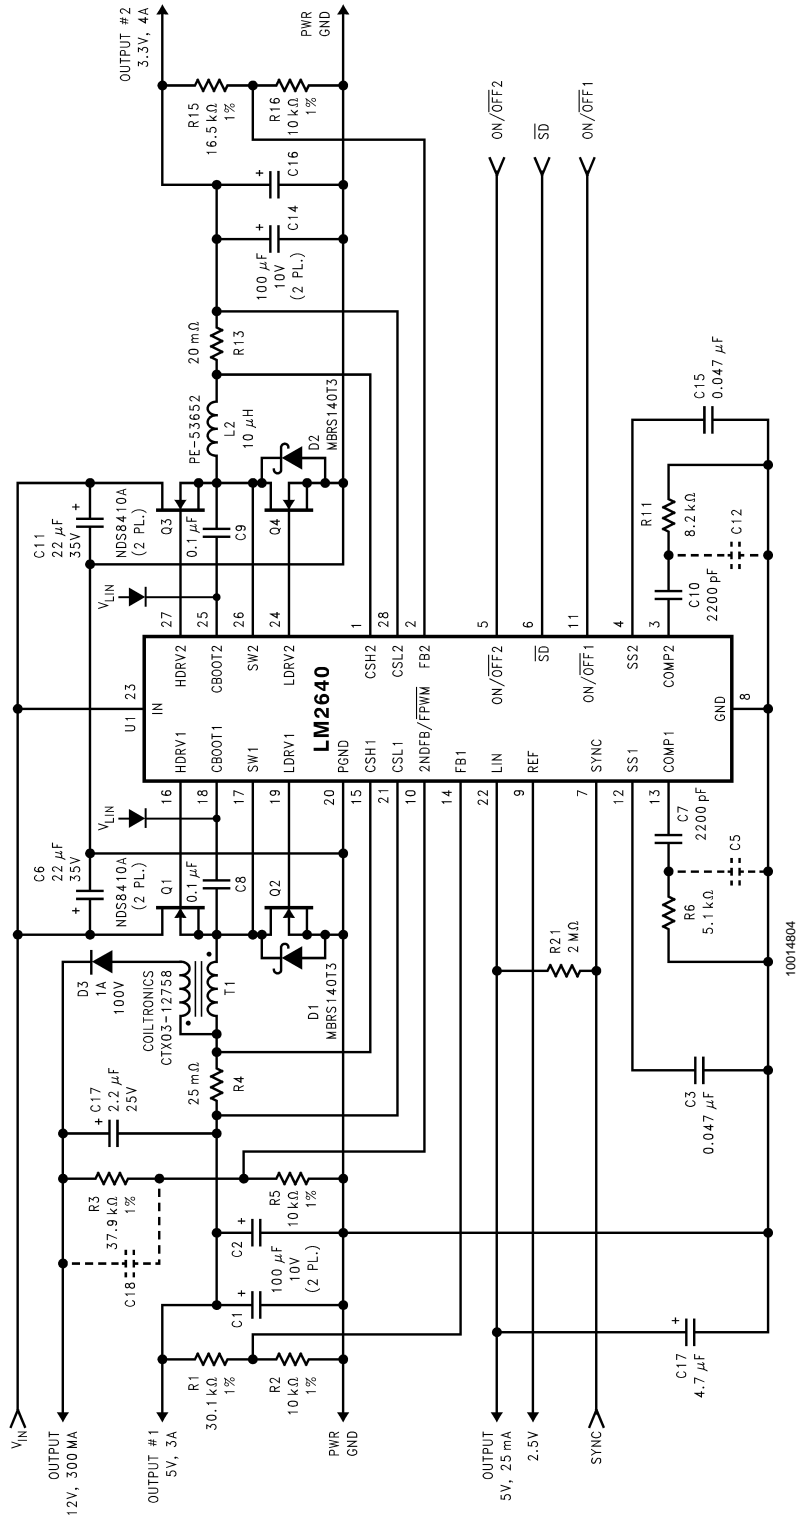 OUTPUT #2
3.3V, 4A
PWR
GND
R15
16.5 kΩ
1%
R16
10 kΩ
1%
ON/OFF2
SD
ON/OFF1
C16
+
C14
+
100 μF
10V
(2 PL.)
20 mΩ
R13
PE-53652
L2
10 μH
D2
MBRS140T3
C15
0.047 μF
C11
22 μF
35V
+
NDS8410A
(2 PL.)
Q3
0.1 μF
C9
Q4
VLIN
R11
8.2 kΩ
C12
C10
2200 pF
27
25
26
24
1
28
2
5
6
11
4
3
U1
23
IN
HDRV2
CBOOT2
SW2
LDRV2
CSH2
CSL2
FB2
ON/OFF2
SD
ON/OFF1
SS2
COMP2
LM2640
GND
8
HDRV1
CBOOT1
SW1
LDRV1
PGND
CSH1
CSL1
2NDFB/FPWM
FB1
LIN
REF
SYNC
SS1
COMP1
16
18
17
19
20
15
21
10
14
22
9
7
12
13
VLIN
C6
22 μF
35V
+
NDS8410A
(2 PL.)
Q1
0.1 μF
C8
Q2
C7
2200 pF
C5
R6
5.1 kΩ
R21
2 MΩ
D3
1A
100V
COILTRONICS
CTX03-12758
T1
D1
MBRS140T3
10014804
+
C17
2.2 μF
25V
25 mΩ
R4
C3
0.047 μF
R3
37.9 kΩ
1%
R5
10 kΩ
1%
C18
C2
+
C1
+
100 μF
10V
(2 PL.)
R1
30.1 kΩ
1%
R2
10 kΩ
1%
+
C17
4.7 μF
VIN
OUTPUT
12V, 300MA
OUTPUT #1
5V, 3A
PWR
GND
OUTPUT
5V, 25 mA
2.5V
SYNC